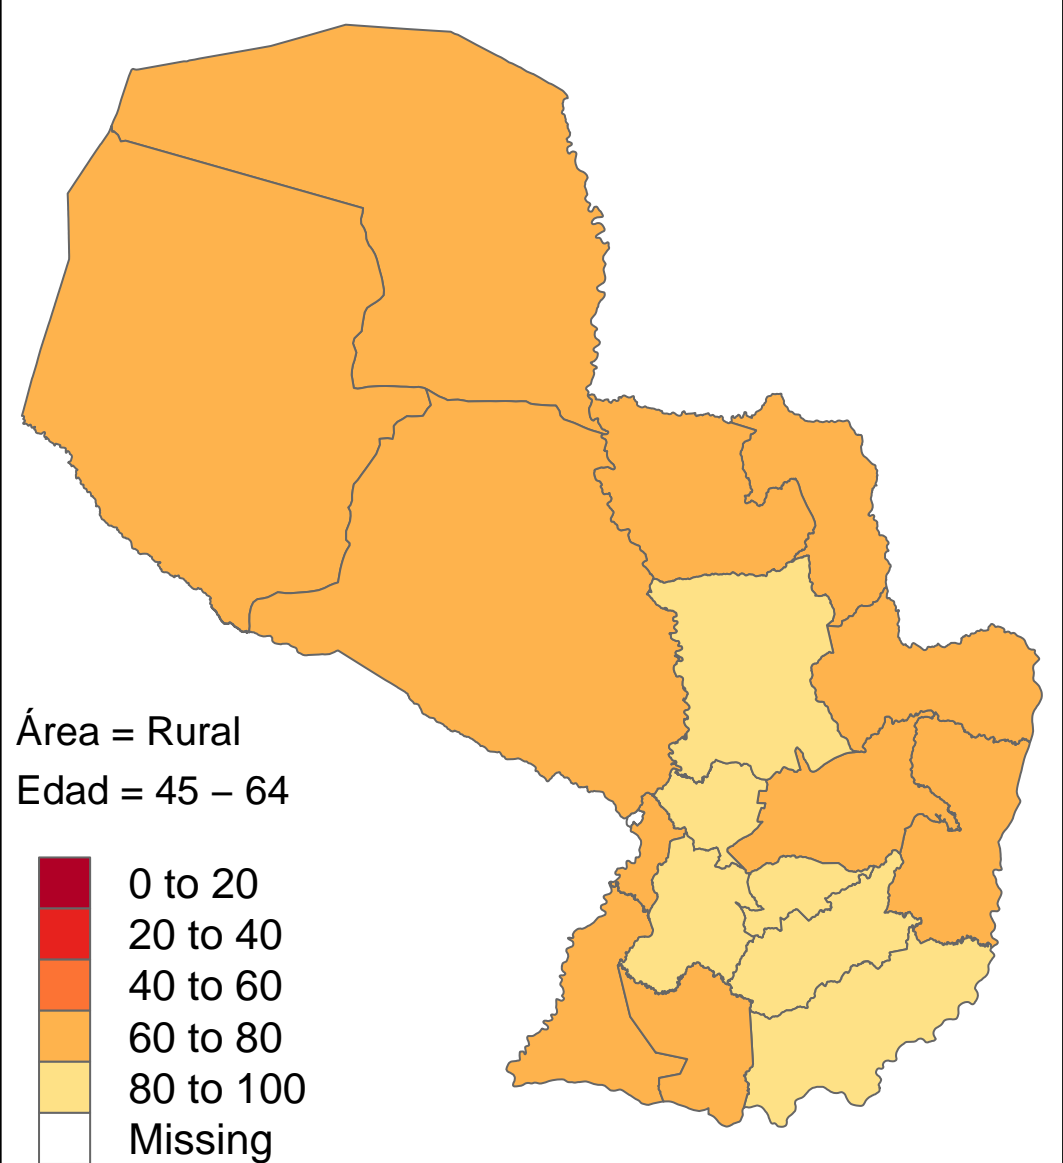 Área = Rural
Edad = 45 – 64
0 to 20
20 to 40
40 to 60
60 to 80
80 to 100
Missing